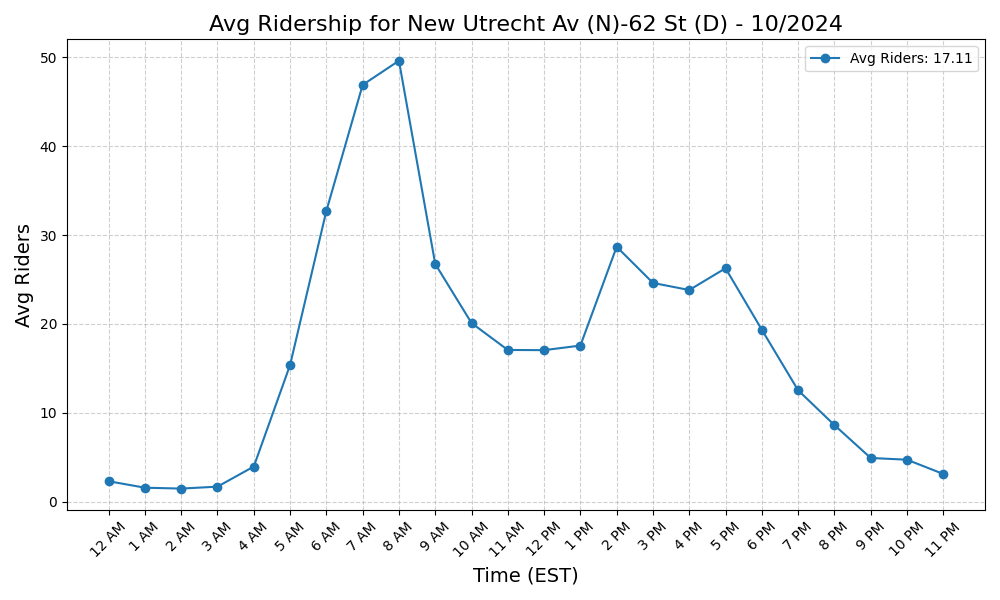 Avg Ridership for New Utrecht Av (N)-62 St (D) - 10/2024
Avg Riders: 17.11
50
40
30
20
10
0
Avg Riders
12 AM
1 AM
2 AM
3 AM
4 AM
5 AM
6 AM
7 AM
8 AM
9 AM
10 AM
11 AM
12 PM
1 PM
2 PM
3 PM
4 PM
5 PM
6 PM
7 PM
8 PM
9 PM
10 PM
11 PM
Time (EST)